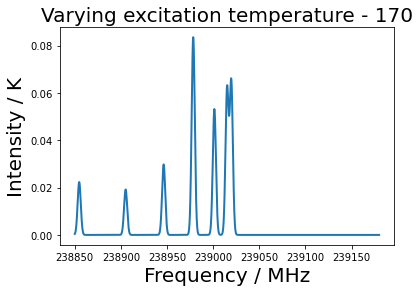 Varying excitation temperature - 170
Intensity / K
0.08
0.06
0.04
0.02
0.00
238850 238900 238950 239000 239050 239100 239150
Frequency / MHz